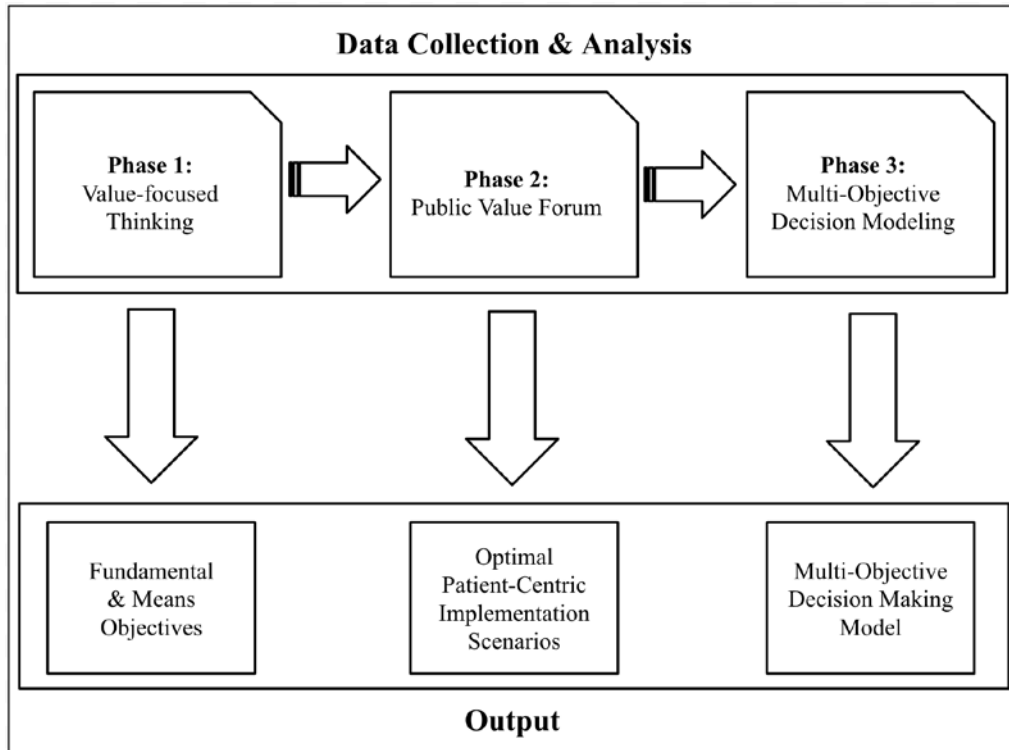 Data Collection & Analysis
Phase 1:
Value-focused
Thinking
Phase 2:
Public Value Forum
Phase 3:
Multi-Objective
Decision Modeling
Fundamental
& Means
Objectives
Optimal
Patient-Centric
Implementation
Scenarios
Multi-Objective
Decision Making
Model
Output